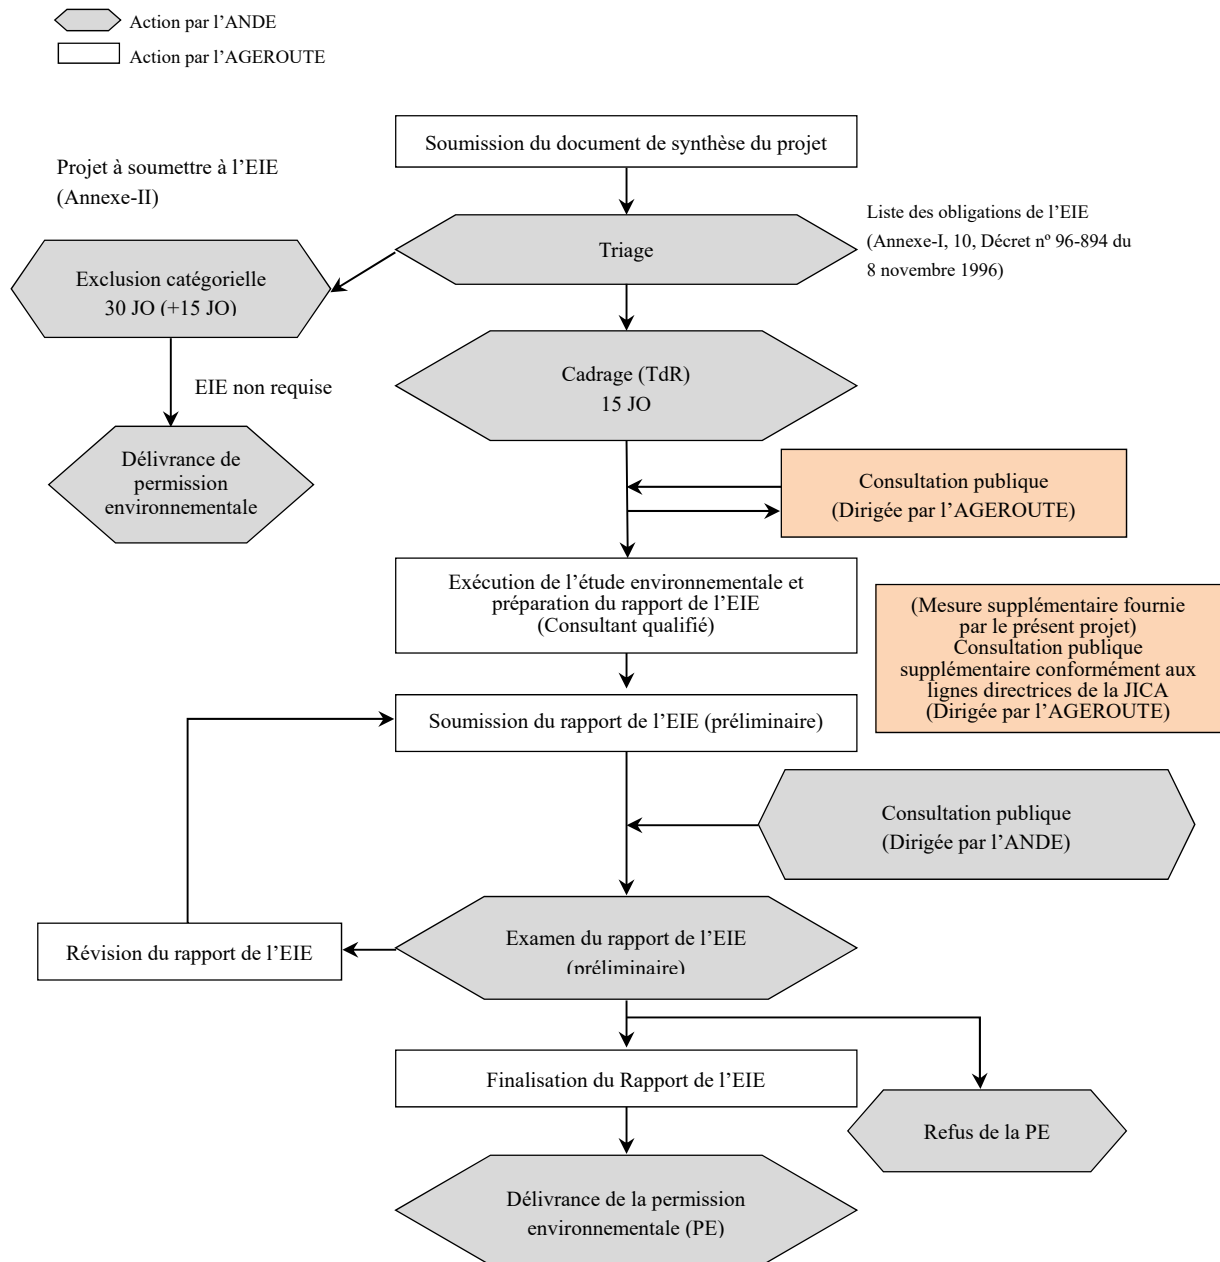 Action par l’ANDE
Action par l’AGEROUTE
Soumission du document de synthèse du projet
Projet à soumettre à l’EIE
(Annexe-II)
Liste des obligations de l’EIE
(Annexe-I, 10, Décret nº 96-894 du
8 novembre 1996)
Triage
Exclusion catégorielle
30 JO (+15 JO)
Cadrage (TdR)
15 JO
EIE non requise
Délivrance de
permission
environnementale
Consultation publique
(Dirigée par l’AGEROUTE)
Exécution de l’étude environnementale et
préparation du rapport de l’EIE
(Consultant qualifié)
(Mesure supplémentaire fournie
par le présent projet)
Consultation publique
supplémentaire conformément aux
lignes directrices de la JICA
(Dirigée par l’AGEROUTE)
Soumission du rapport de l’EIE (préliminaire)
Consultation publique
(Dirigée par l’ANDE)
Révision du rapport de l’EIE
Examen du rapport de l’EIE
(préliminaire)
Finalisation du Rapport de l’EIE
Refus de la PE
Délivrance de la permission
environnementale (PE)